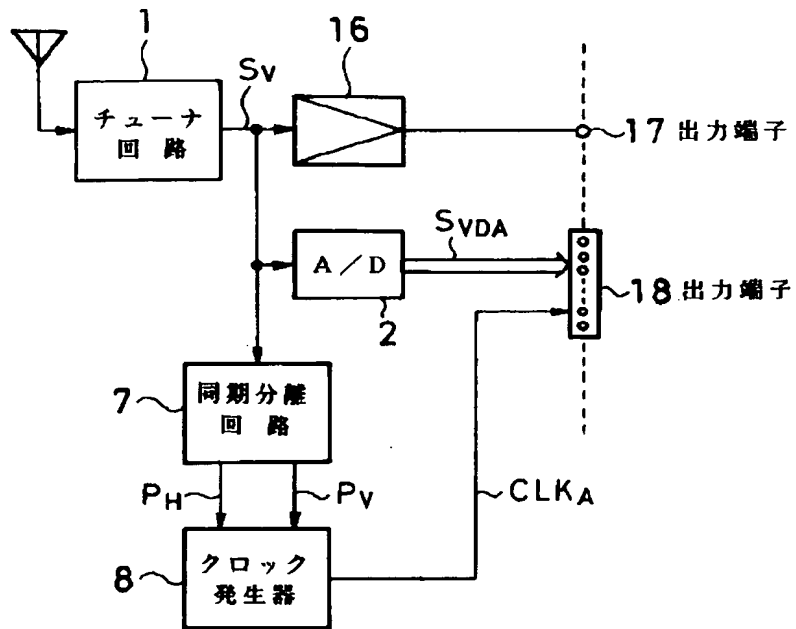 1
チューナ
回 路
SV
16
17 出力端子
A／D
2
SVDA
18 出力端子
7
同期分離
回 路
PH
PV
CLKA
8
クロック
発生器